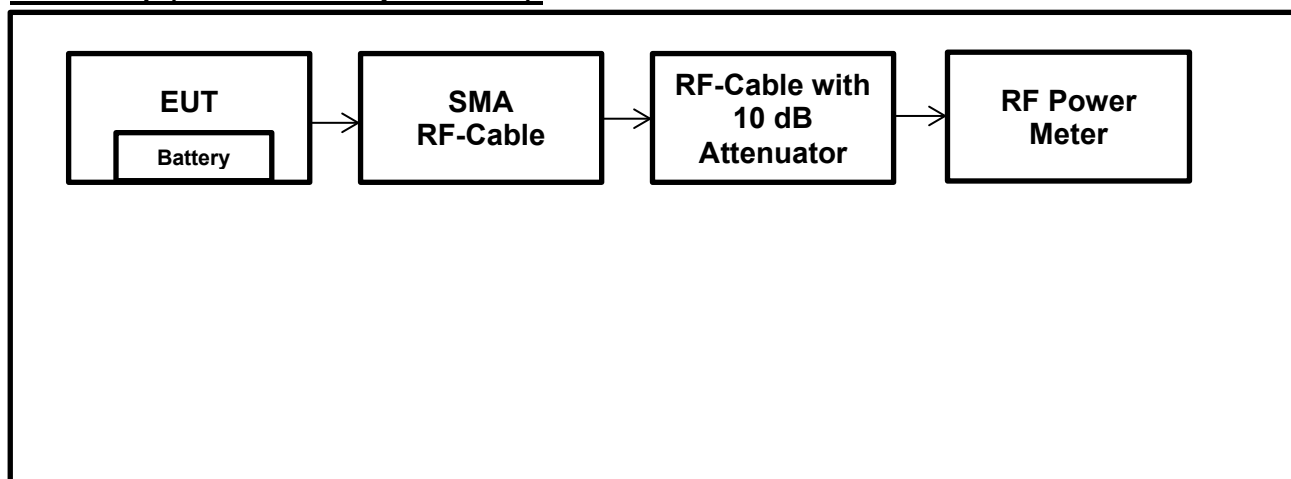 EUT
Battery
SMA
RF-Cable
RF-Cable with
10 dB
Attenuator
RF Power
Meter